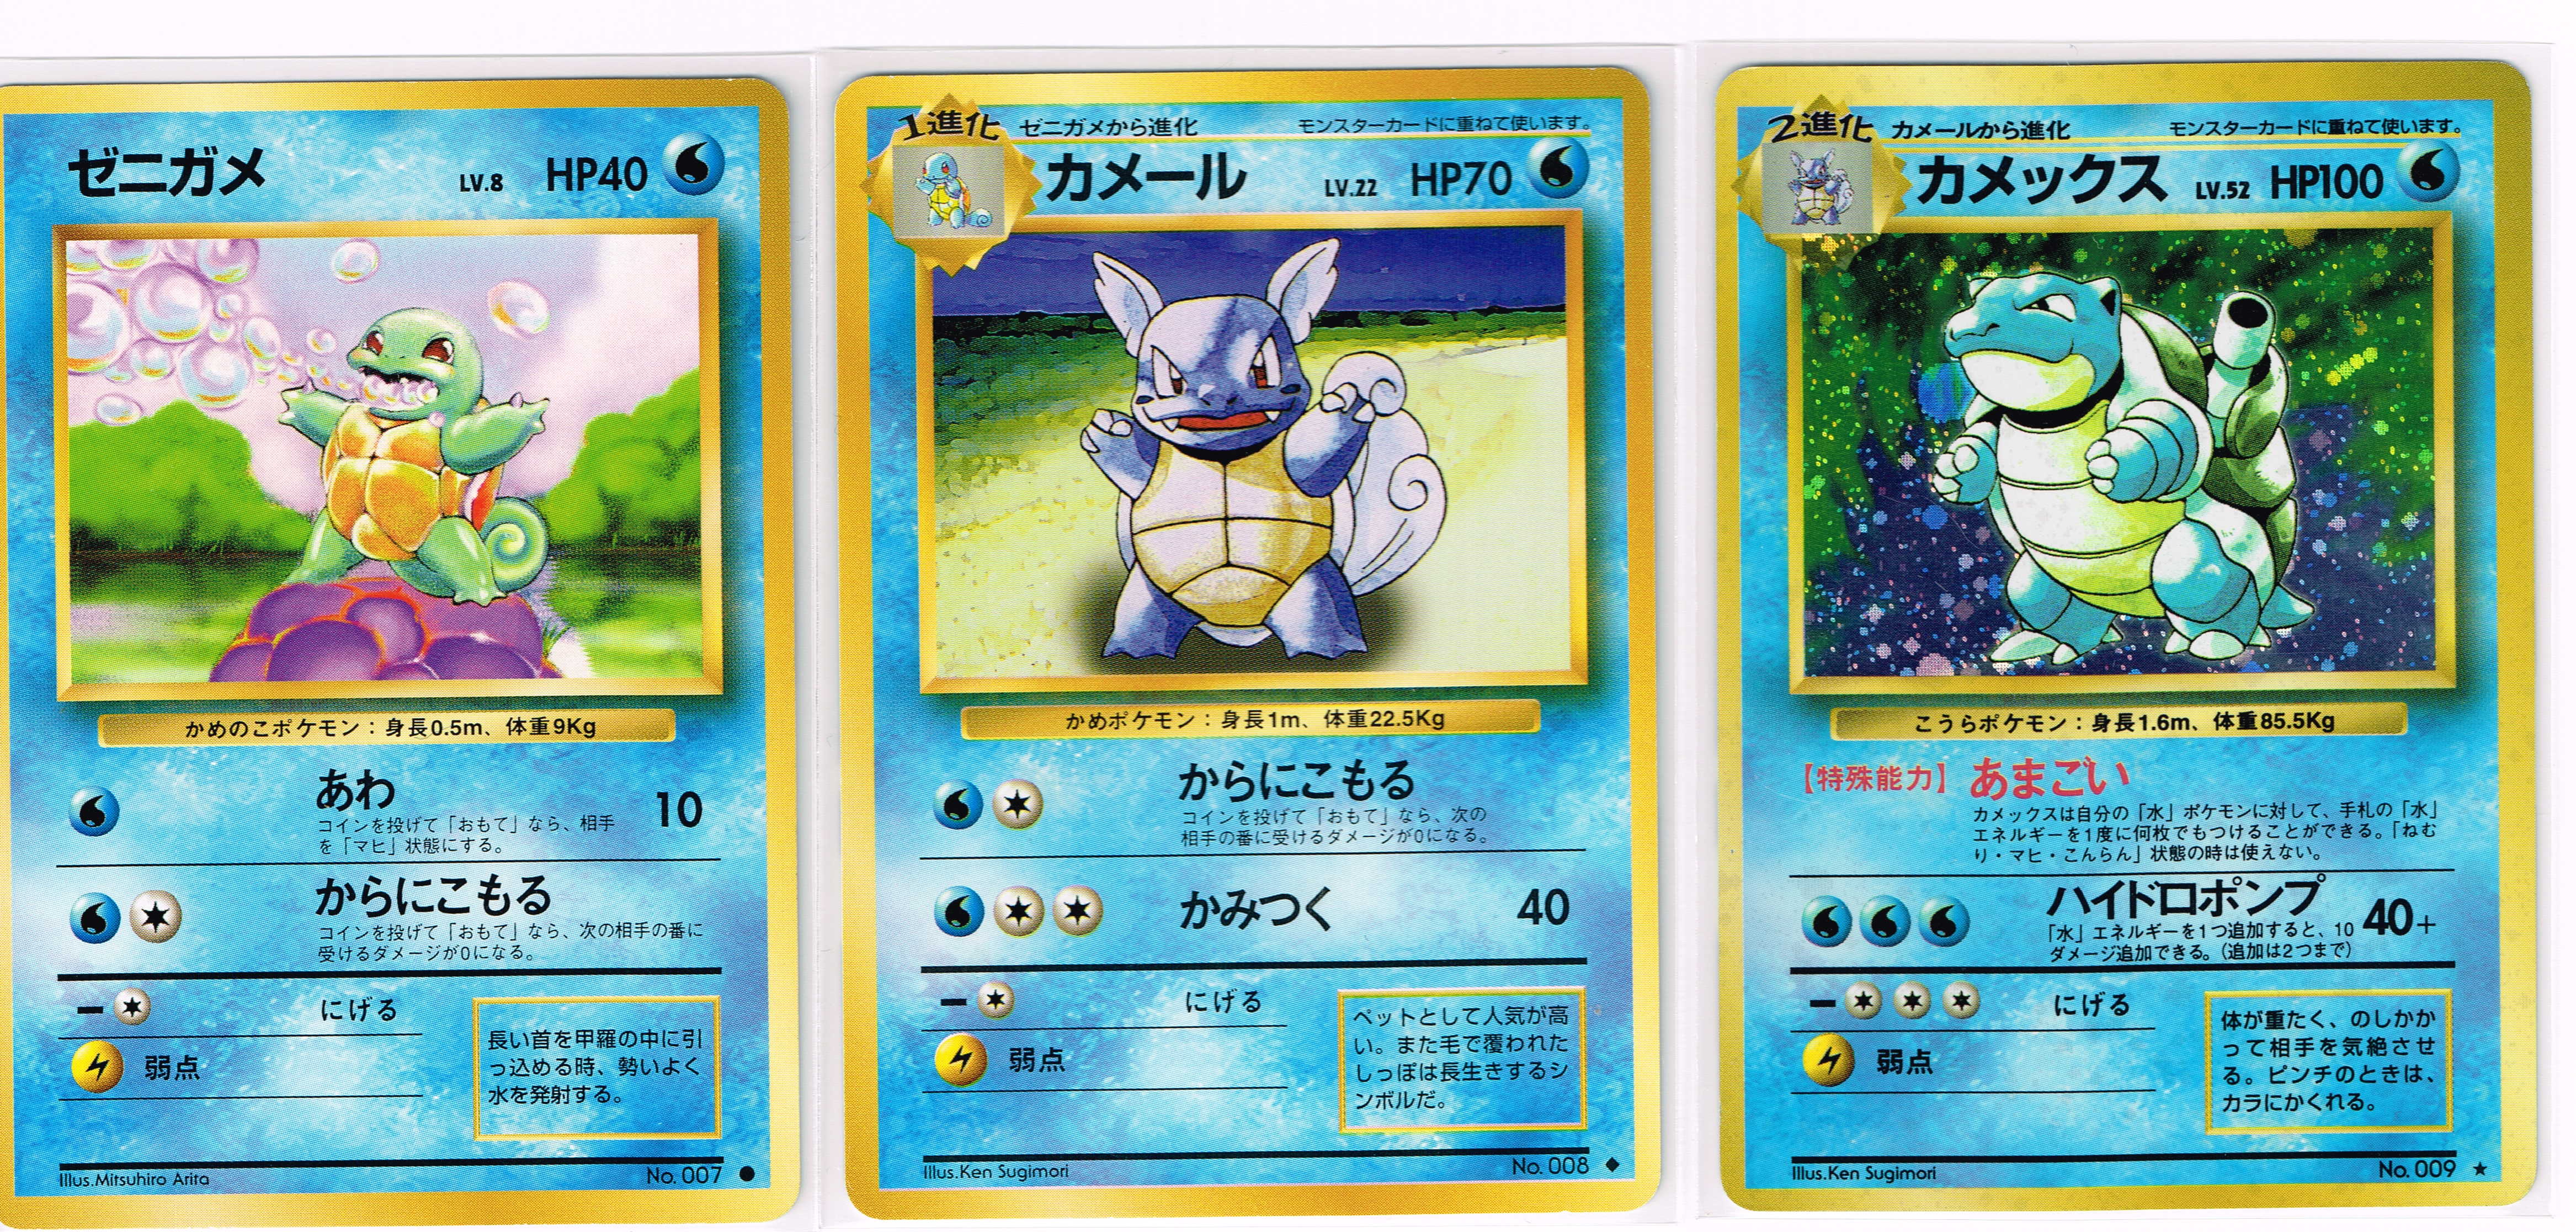 ゼニガメ LV.8 HP40
かめのこポケモン：身長0.5m、体重9Kg
あわ 10
コインを投げて「おもて」なら、相手
を「マヒ」状態にする。
からにこもる
コインを投げて「おもて」なら、次の相手の番に
受けるダメージが0になる。
− にげる
弱点
長い首を甲羅の中に引
っ込める時、勢いよく
水を発射する。
Illus.Mitsuhiro Arita No. 007 ●
1進化 ゼニガメから進化 モンスターカードに重ねて使います。
カメール LV.22 HP70
かめポケモン：身長1m、体重22.5Kg
からにこもる
コインを投げて「おもて」なら、次の
相手の番に受けるダメージが0になる。
かみつく 40
− にげる
弱点
ペットとして人気が高
い。また毛で覆われた
しっぽは長生きするシ
ンボルだ。
Illus.Ken Sugimori No. 008 ◆
2進化 カメールから進化 モンスターカードに重ねて使います。
カメックス LV.52 HP100
こうらポケモン：身長1.6m、体重85.5Kg
【特殊能力】 あまごい
カメックスは自分の「水」ポケモンに対して、手札の「水」
エネルギーを1度に何枚でもつけることができる。「ねむ
り・マヒ・こんらん」状態の時は使えない。
ハイドロポンプ 40+
「水」エネルギーを1つ追加すると、10
ダメージ追加できる。（追加は2つまで）
− にげる
弱点
体が重たく、のしかか
って相手を気絶させ
る。ピンチのときは、
カラにかくれる。
Illus.Ken Sugimori No. 009 ★